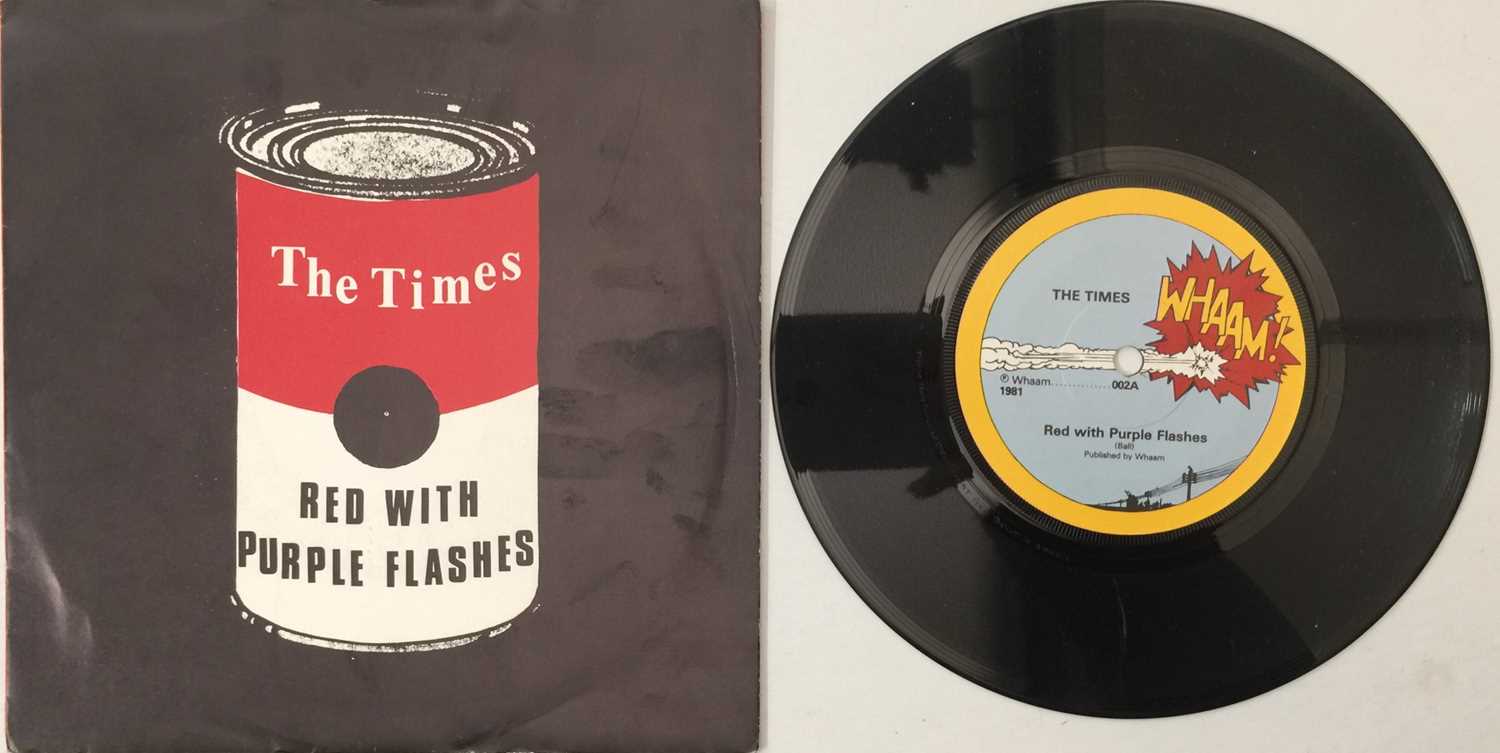 The Times
RED WITH
PURPLE FLASHES
THE TIMES
WHAAM!
℗ Whaam..............002A
1981
Red with Purple Flashes
(Ball)
Published by Whaam